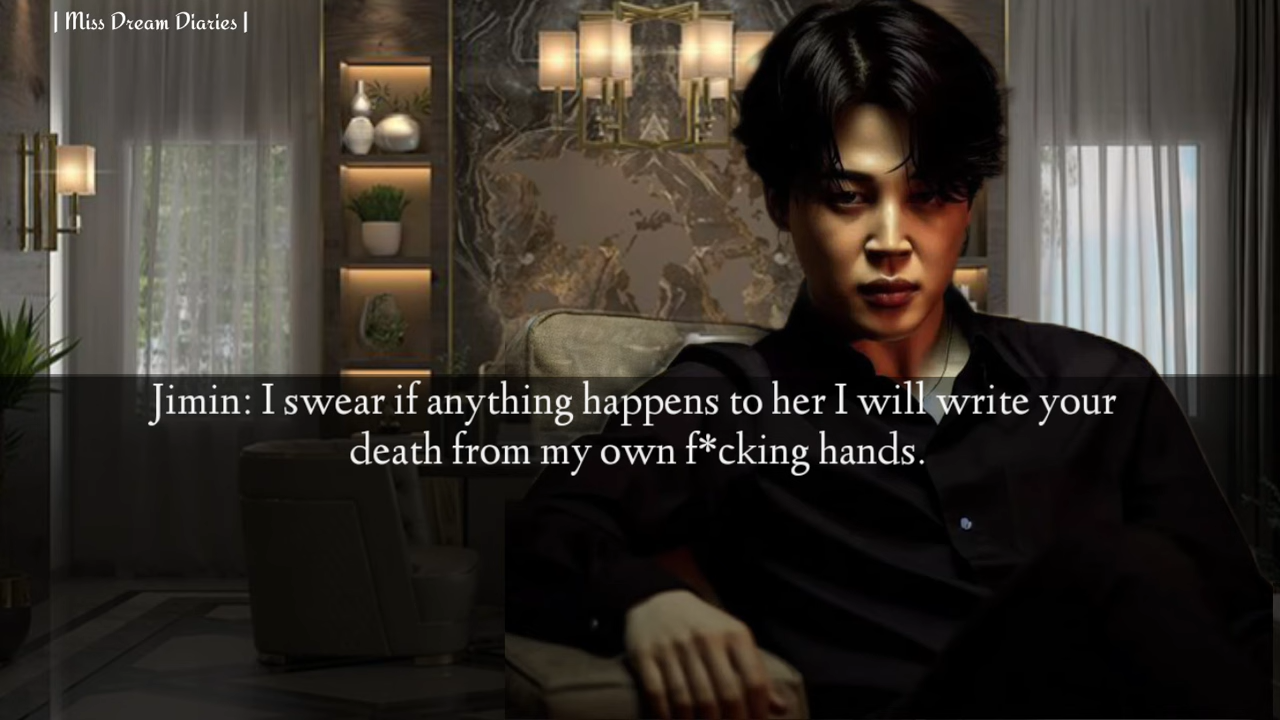 | Miss Dream Diaries |
Jimin: I swear if anything happens to her I will write your
death from my own f*cking hands.